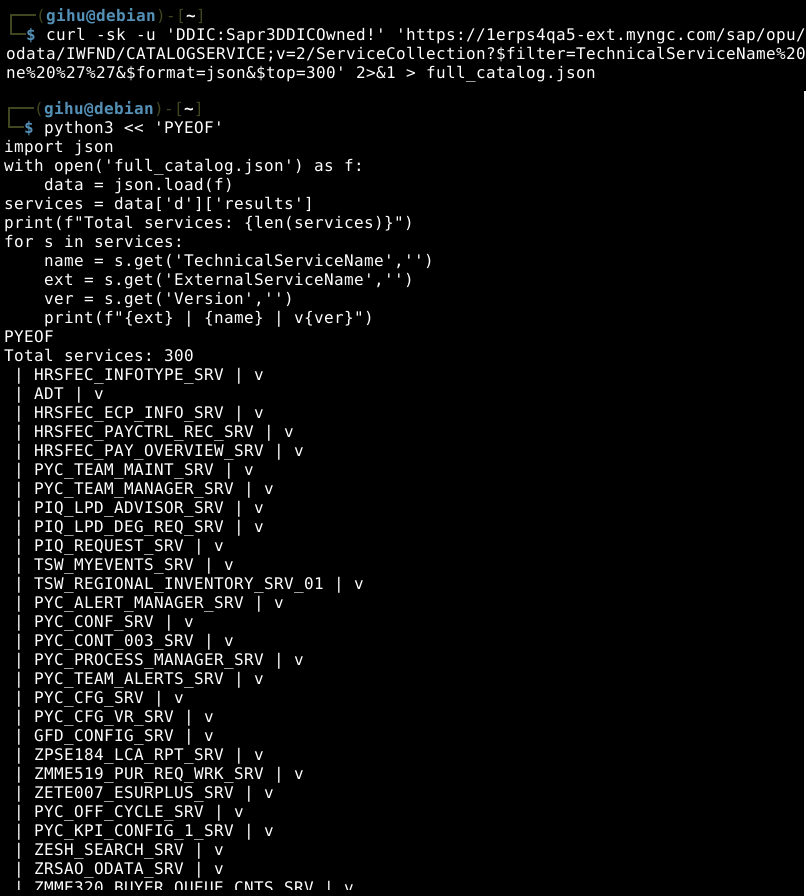 ┌──(gihu@debian)-[~]
└─$ curl -sk -u 'DDIC:Sapr3DDICOwned!' 'https://1erps4qa5-ext.myngc.com/sap/opu/
odata/IWFND/CATALOGSERVICE;v=2/ServiceCollection?$filter=TechnicalServiceName%20
ne%20%27%27&$format=json&$top=300' 2>&1 > full_catalog.json
┌──(gihu@debian)-[~]
└─$ python3 << 'PYEOF'
import json
with open('full_catalog.json') as f:
    data = json.load(f)
services = data['d']['results']
print(f"Total services: {len(services)}")
for s in services:
    name = s.get('TechnicalServiceName','')
    ext = s.get('ExternalServiceName','')
    ver = s.get('Version','')
    print(f"{ext} | {name} | v{ver}")
PYEOF
Total services: 300
 | HRSFEC_INFOTYPE_SRV | v
 | ADT | v
 | HRSFEC_ECP_INFO_SRV | v
 | HRSFEC_PAYCTRL_REC_SRV | v
 | HRSFEC_PAY_OVERVIEW_SRV | v
 | PYC_TEAM_MAINT_SRV | v
 | PYC_TEAM_MANAGER_SRV | v
 | PIQ_LPD_ADVISOR_SRV | v
 | PIQ_LPD_DEG_REQ_SRV | v
 | PIQ_REQUEST_SRV | v
 | TSW_MYEVENTS_SRV | v
 | TSW_REGIONAL_INVENTORY_SRV_01 | v
 | PYC_ALERT_MANAGER_SRV | v
 | PYC_CONF_SRV | v
 | PYC_CONT_003_SRV | v
 | PYC_PROCESS_MANAGER_SRV | v
 | PYC_TEAM_ALERTS_SRV | v
 | PYC_CFG_SRV | v
 | PYC_CFG_VR_SRV | v
 | GFD_CONFIG_SRV | v
 | ZPSE184_LCA_RPT_SRV | v
 | ZMME519_PUR_REQ_WRK_SRV | v
 | ZETE007_ESURPLUS_SRV | v
 | PYC_OFF_CYCLE_SRV | v
 | PYC_KPI_CONFIG_1_SRV | v
 | ZESH_SEARCH_SRV | v
 | ZRSAO_ODATA_SRV | v
 | ZMME320_BUYER_QUEUE_CNTS_SRV | v